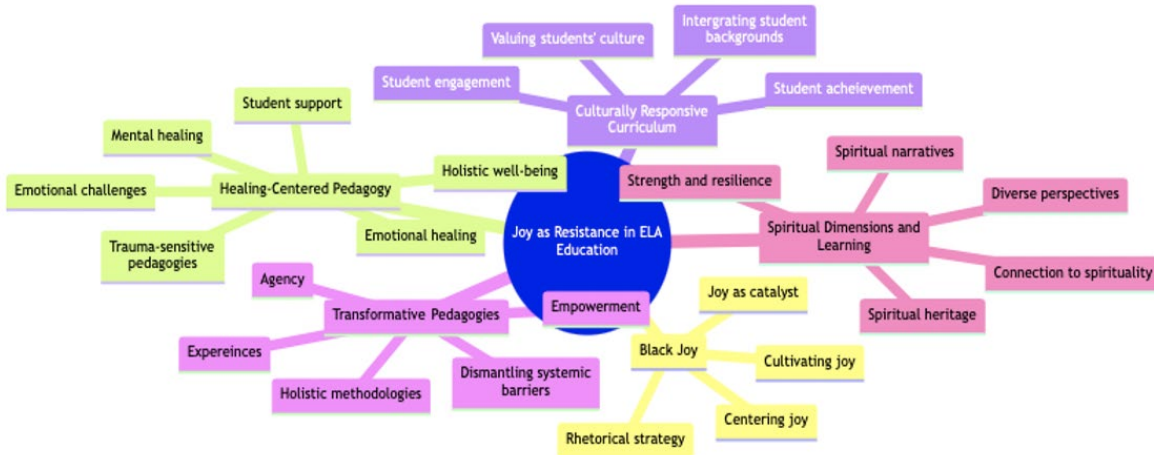 Valuing students' culture
Intergrating student
backgrounds
Student engagement
Student acheievement
Culturally Responsive
Curriculum
Student support
Mental healing
Emotional challenges
Healing-Centered Pedagogy
Holistic well-being
Trauma-sensitive
pedagogies
Emotional healing
Joy as Resistance in ELA
Education
Strength and resilience
Spiritual narratives
Diverse perspectives
Spiritual Dimensions and
Learning
Connection to spirituality
Spiritual heritage
Agency
Transformative Pedagogies
Empowerment
Expereinces
Holistic methodologies
Dismantling systemic
barriers
Joy as catalyst
Black Joy
Cultivating joy
Centering joy
Rhetorical strategy